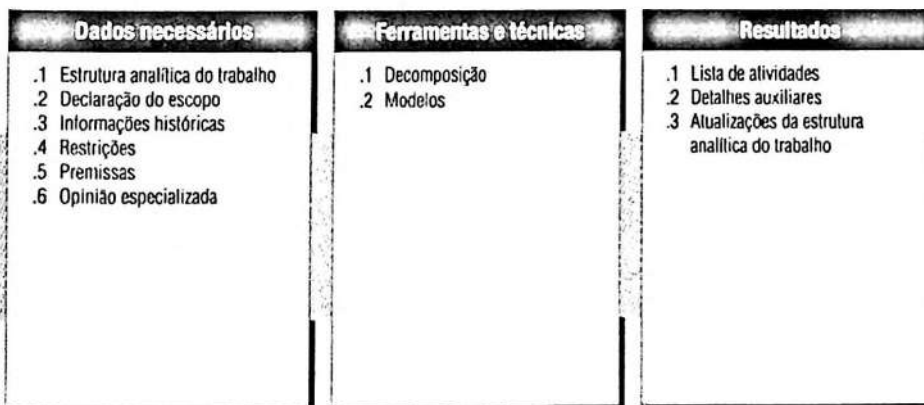 Dados necessários
.1 Estrutura analítica do trabalho
.2 Declaração do escopo
.3 Informações históricas
.4 Restrições
.5 Premissas
.6 Opinião especializada
Ferramentas e técnicas
.1 Decomposição
.2 Modelos
Resultados
.1 Lista de atividades
.2 Detalhes auxiliares
.3 Atualizações da estrutura
analítica do trabalho